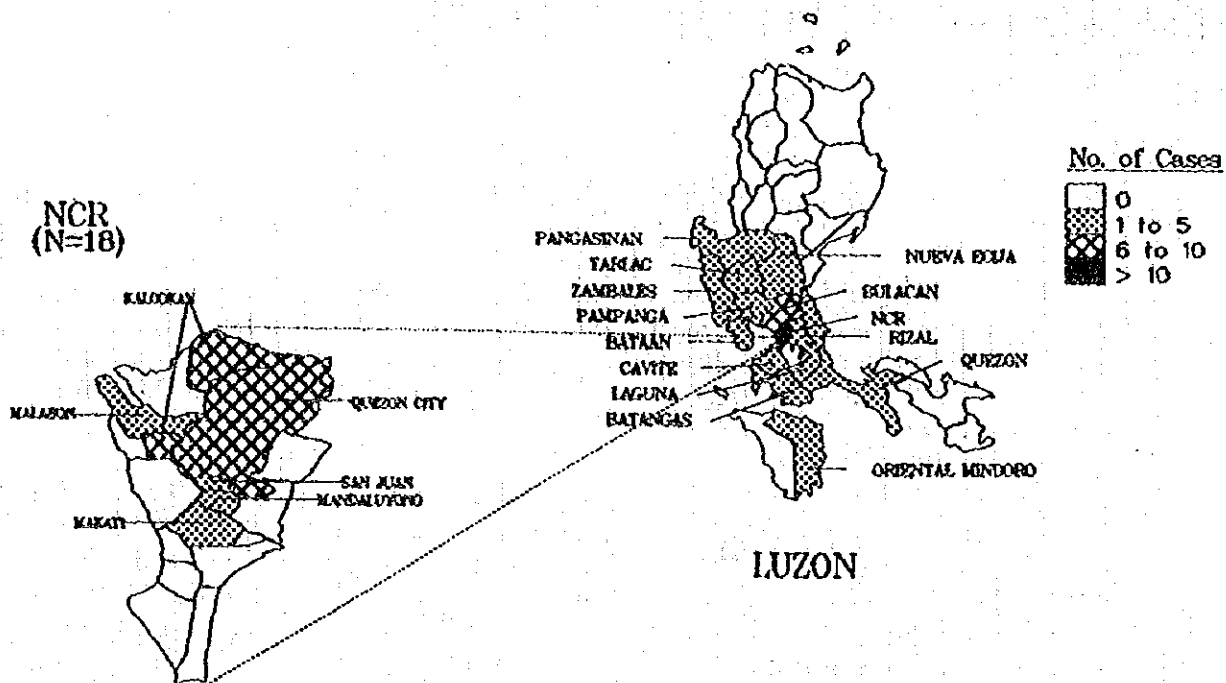 NCR
(N=18)
KALOOKAN
MALABON
QUEZON CITY
SAN JUAN
MANDALUYONG
MAKATI
PANGASINAN
TARLAC
ZAMBALES
PAMPANGA
BATAAN
CAVITE
LAGUNA
BATANGAS
NUEVA ECIJA
BULACAN
NCR
RIZAL
QUEZON
ORIENTAL MINDORO
LUZON
No. of Cases
0
1 to 5
6 to 10
> 10